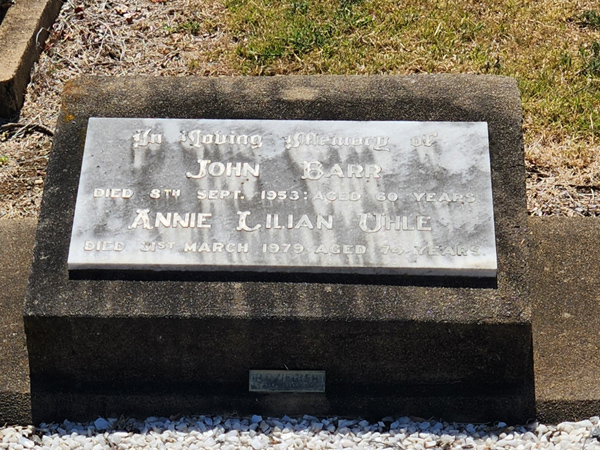 In Loving Memory of
JOHN BARR
DIED 8TH SEPT. 1953: AGED 60 YEARS
ANNIE LILIAN UHLE
DIED 21ST MARCH 1979 AGED YEARS